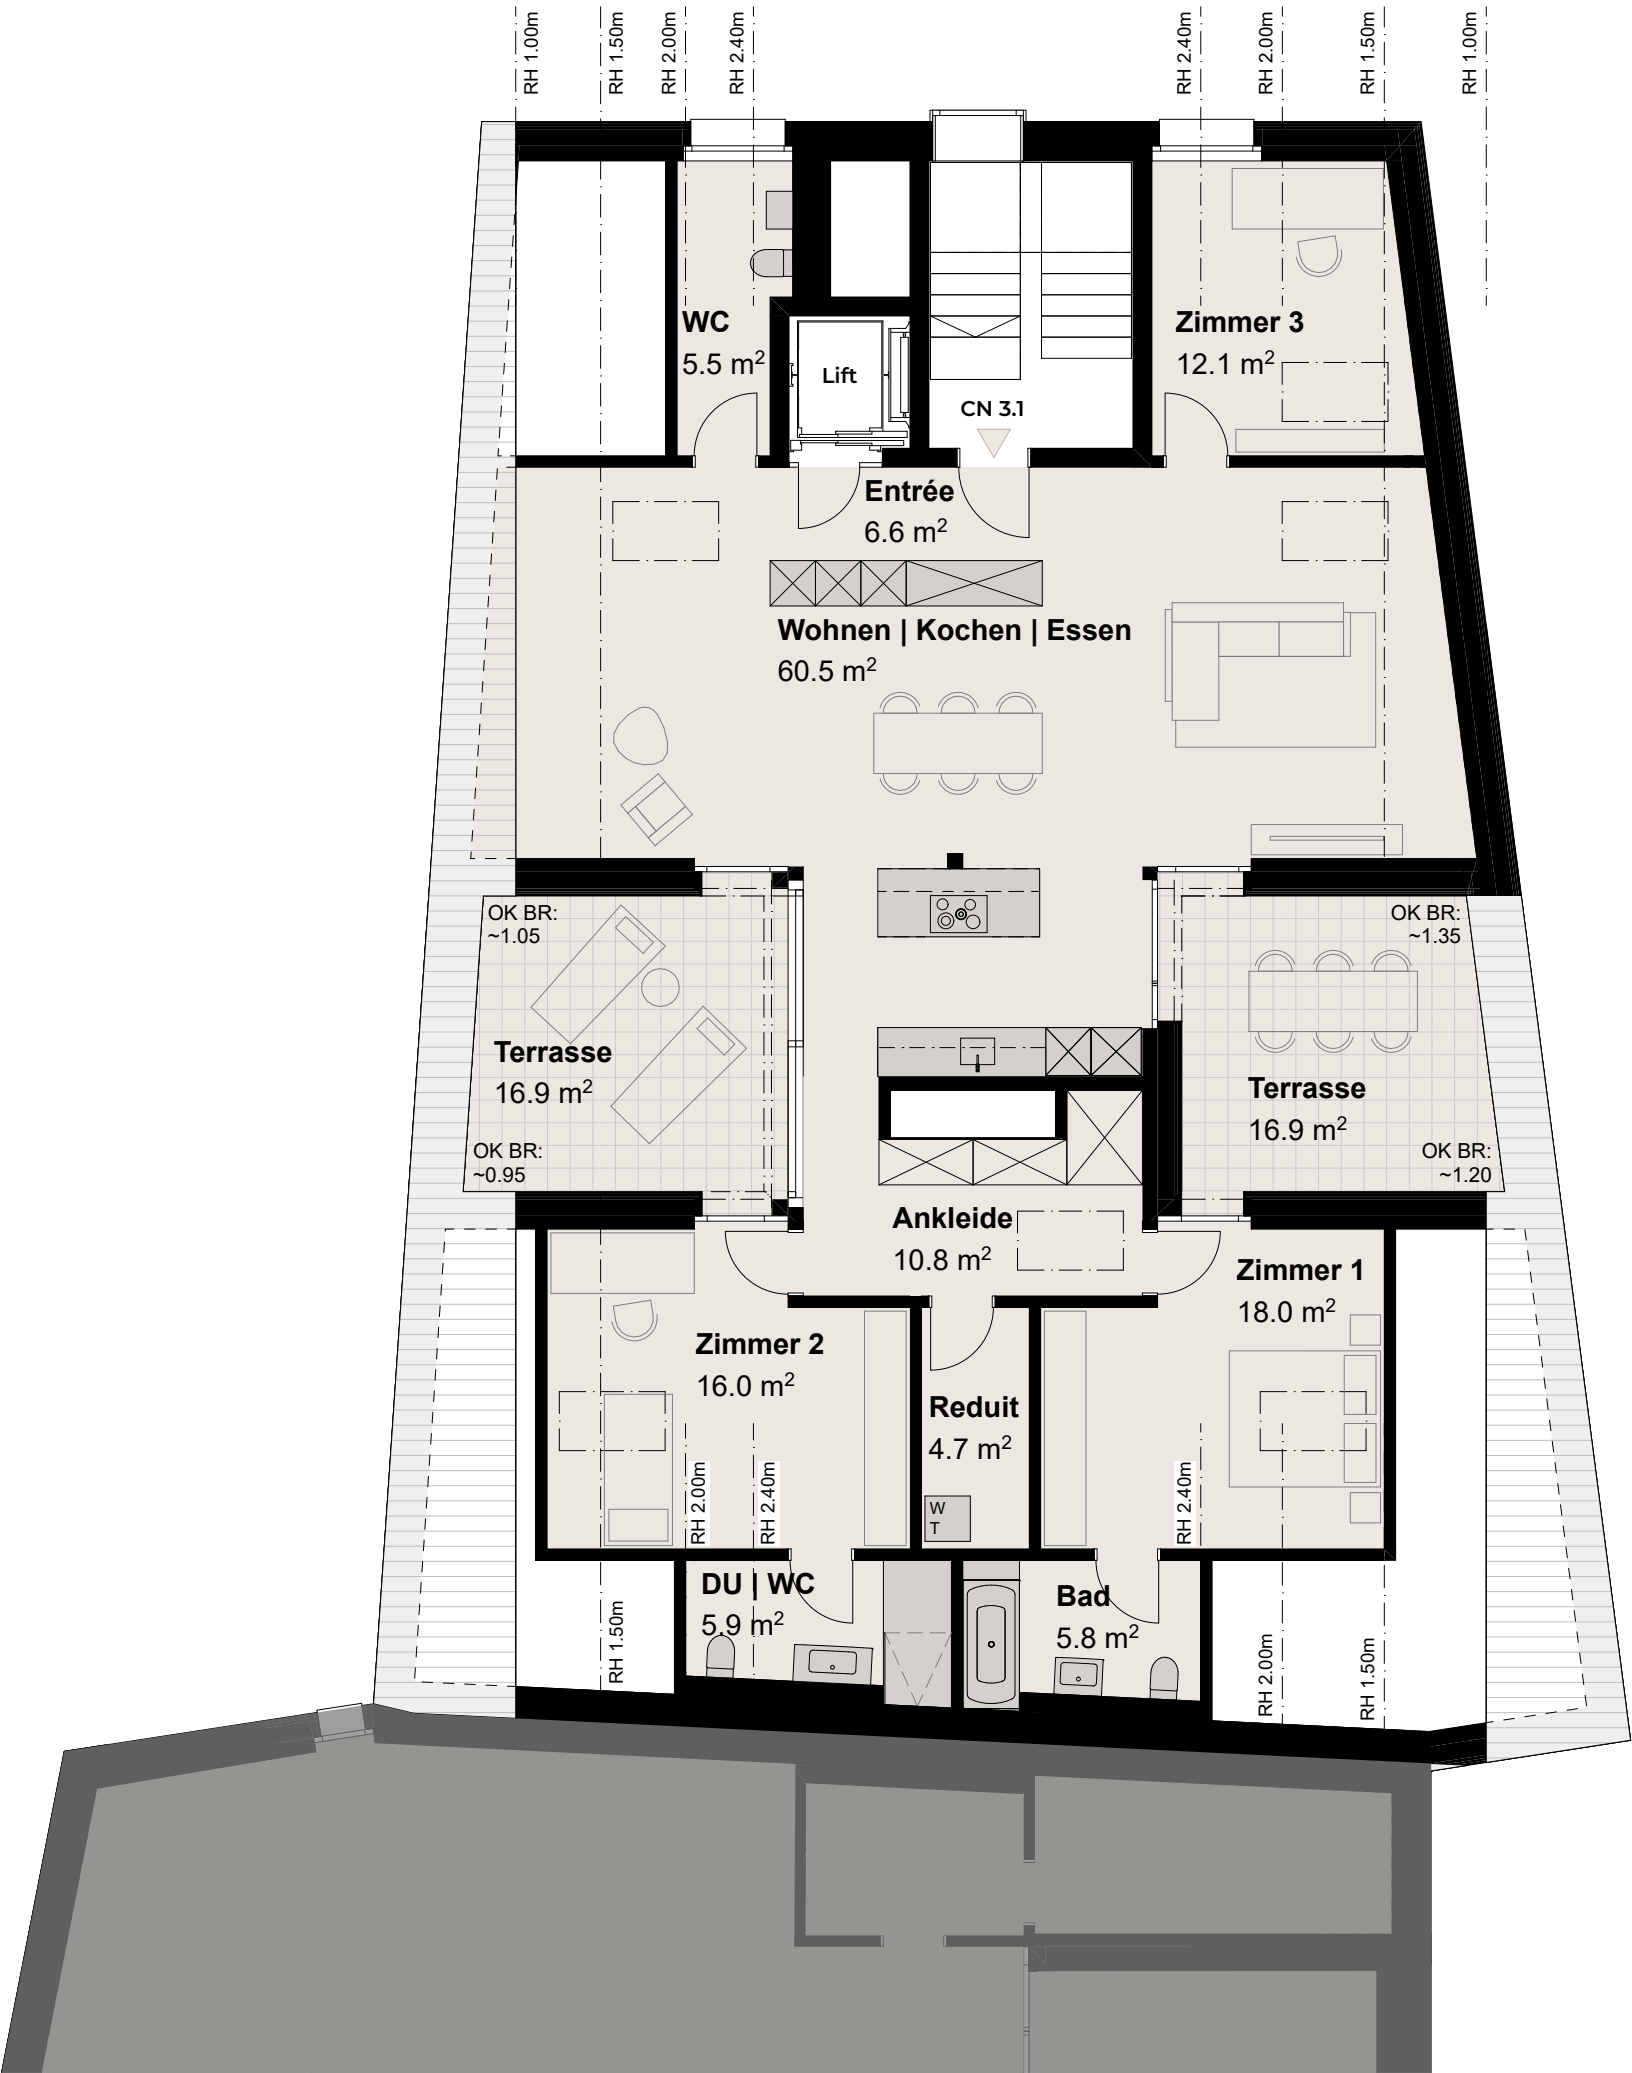 RH 1.00m
RH 1.50m
RH 2.00m
RH 2.40m
RH 2.40m
RH 2.00m
RH 1.50m
RH 1.00m
WC
5.5 m²
Lift
CN 3.1
Zimmer 3
12.1 m²
Entrée
6.6 m²
Wohnen | Kochen | Essen
60.5 m²
OK BR:
~1.05
OK BR:
~1.35
Terrasse
16.9 m²
Terrasse
16.9 m²
OK BR:
~0.95
OK BR:
~1.20
Ankleide
10.8 m²
Zimmer 1
18.0 m²
Zimmer 2
16.0 m²
Reduit
4.7 m²
RH 2.00m
RH 2.40m
W
T
RH 2.40m
DU | WC
5.9 m²
Bad
5.8 m²
RH 1.50m
RH 2.00m
RH 1.50m